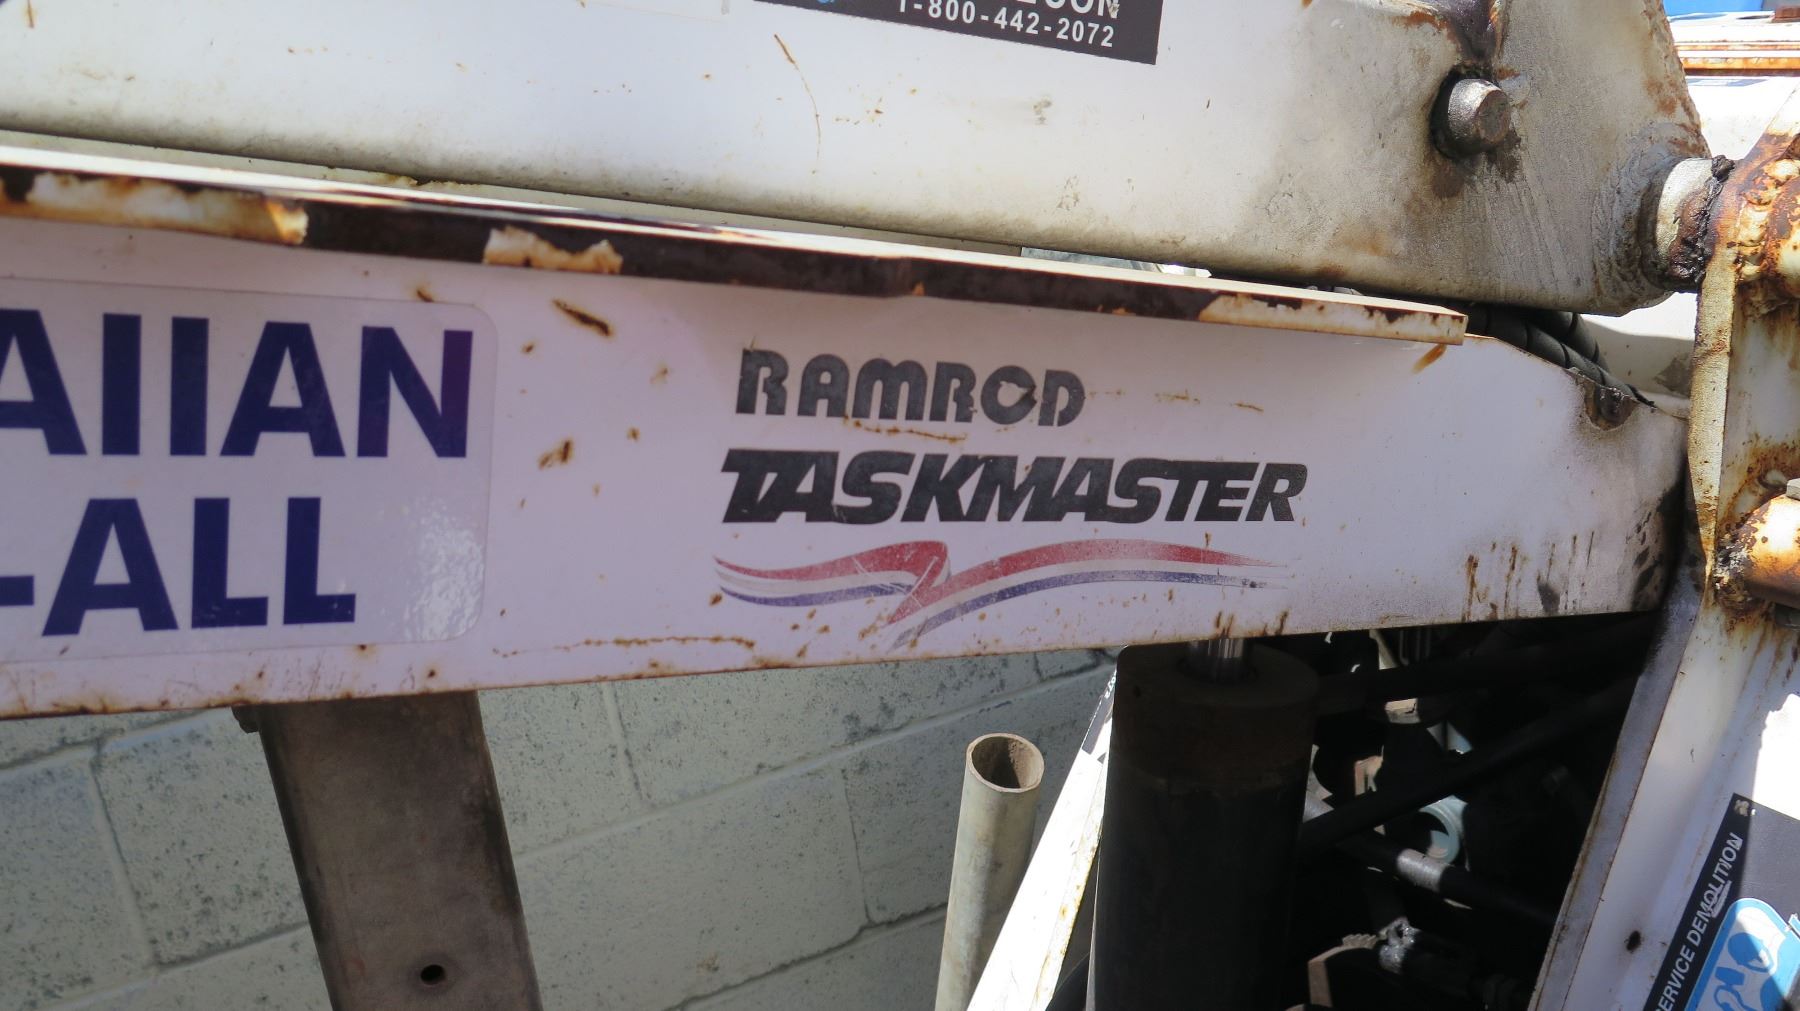 1-800-442-2072
AIIAN
-ALL
RAMROD
TASKMASTER
SERVICE DEMOLITION